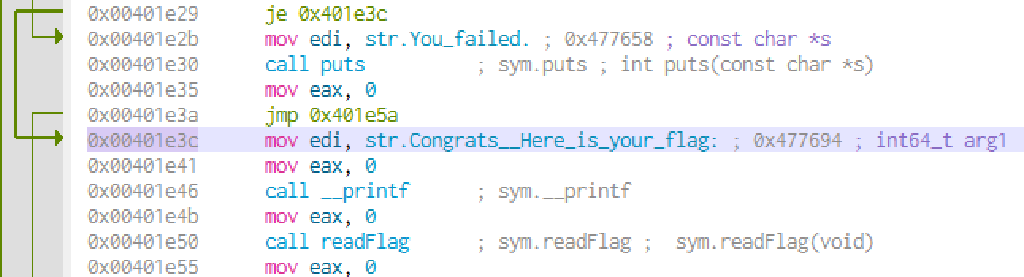 0x00401e29 je 0x401e3c
0x00401e2b mov edi, str.You_failed. ; 0x477658 ; const char *s
0x00401e30 call puts ; sym.puts ; int puts(const char *s)
0x00401e35 mov eax, 0
0x00401e3a jmp 0x401e5a
0x00401e3c mov edi, str.Congrats__Here_is_your_flag: ; 0x477694 ; int64_t arg1
0x00401e41 mov eax, 0
0x00401e46 call __printf ; sym.__printf
0x00401e4b mov eax, 0
0x00401e50 call readFlag ; sym.readFlag ; sym.readFlag(void)
0x00401e55 mov eax, 0